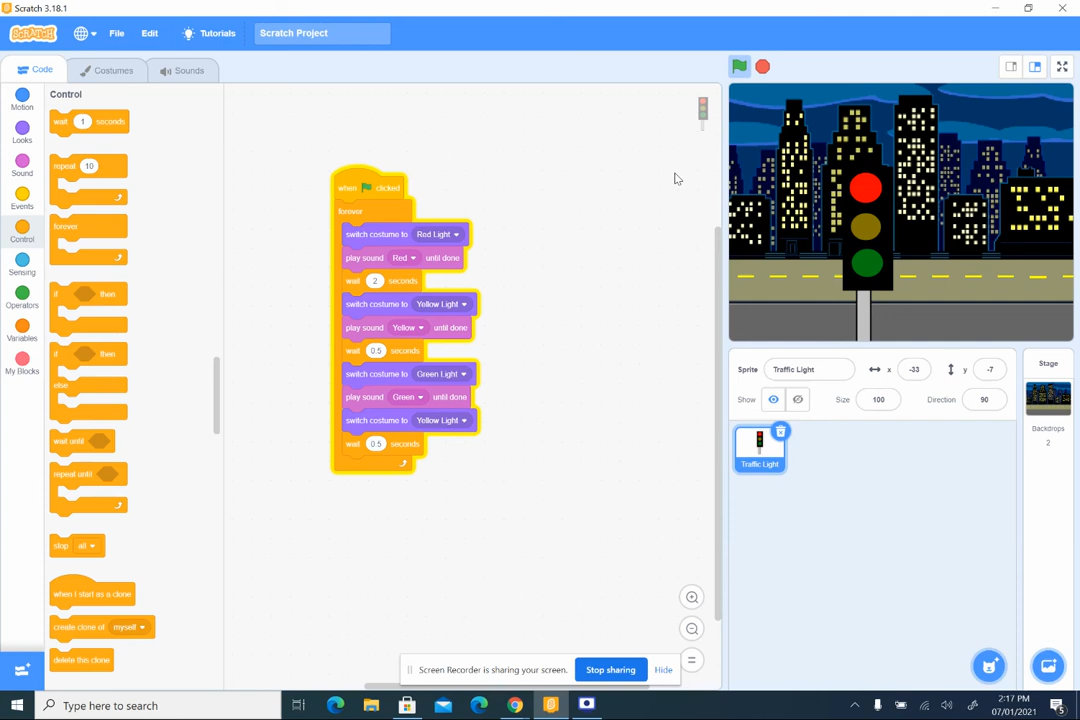 Scratch 3.18.1
SCRATCH
File Edit Tutorials Scratch Project
Code Costumes Sounds
Motion
Looks
Sound
Events
Control
Sensing
Operators
Variables
My Blocks
Control
wait 1 seconds
repeat 10
forever
if then
if then
else
wait until
repeat until
stop all
when I start as a clone
create clone of myself
delete this clone
when clicked
forever
switch costume to Red Light
play sound Red until done
wait 2 seconds
switch costume to Yellow Light
play sound Yellow until done
wait 0.5 seconds
switch costume to Green Light
play sound Green until done
switch costume to Yellow Light
wait 0.5 seconds
Sprite Traffic Light x -33 y -7
Show Size 100 Direction 90
Traffic Light
Stage
Backdrops
2
Screen Recorder is sharing your screen. Stop sharing Hide
Type here to search
2:17 PM
07/01/2021
5